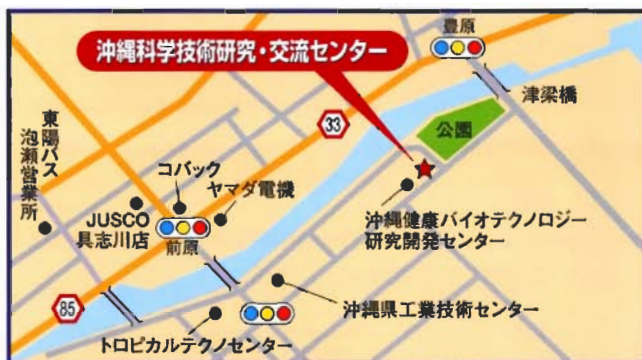 豊原
沖縄科学技術研究・交流センター
津梁橋
公園
33
東陽バス
泡瀬営業所
コバック
ヤマダ電機
JUSCO
具志川店
前原
沖縄健康バイオテクノロジー
研究開発センター
85
沖縄県工業技術センター
トロピカルテクノセンター